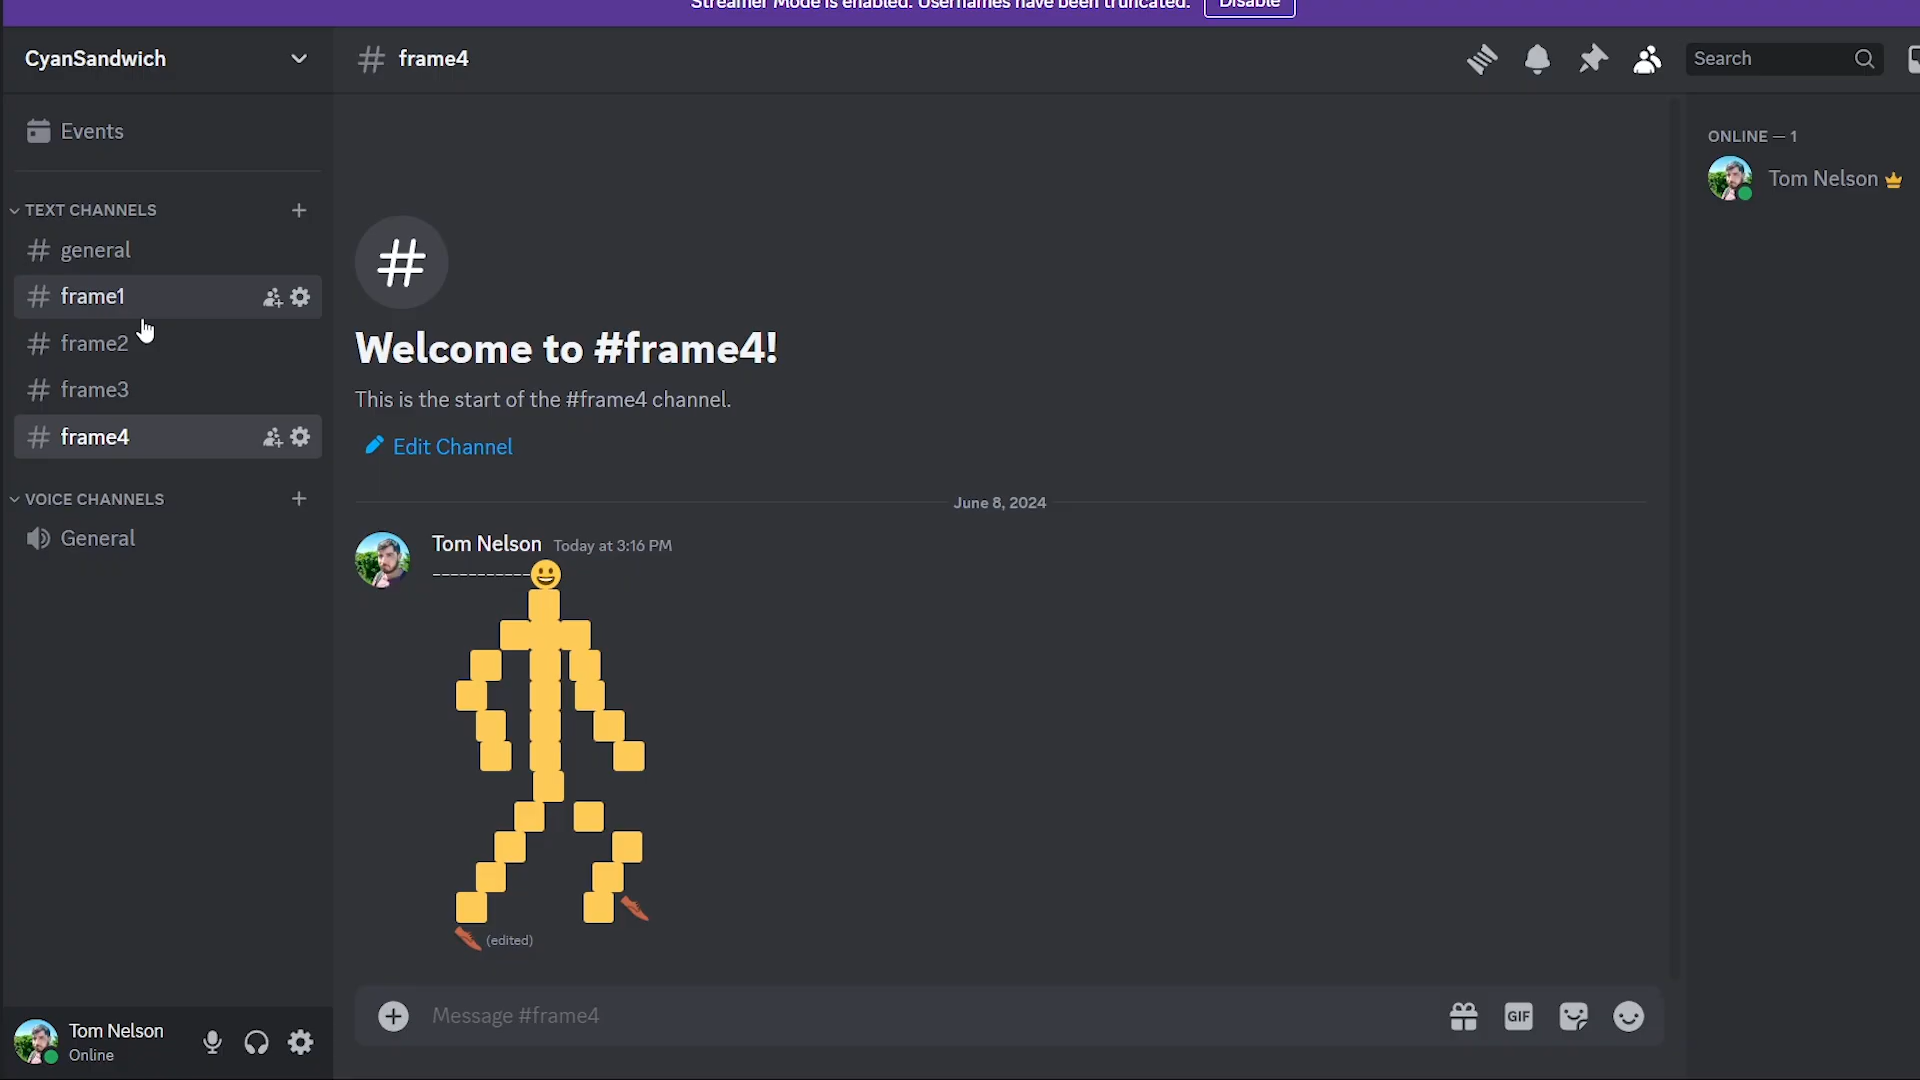 Streamer Mode is enabled. Usernames have been truncated.
Disable
CyanSandwich
Events
TEXT CHANNELS
general
frame1
frame2
frame3
frame4
VOICE CHANNELS
General
Tom Nelson
Online
# frame4
Search
#
Welcome to #frame4!
This is the start of the #frame4 channel.
Edit Channel
June 8, 2024
Tom Nelson Today at 3:16 PM
-----------
(edited)
Message #frame4
GIF
ONLINE — 1
Tom Nelson